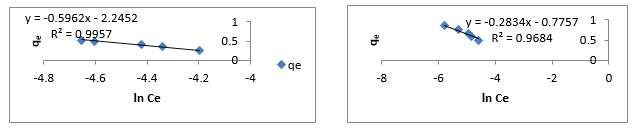 y = -0.5962x - 2.2452
R² = 0.9957
qe
1
0.5
0
-4.8 -4.6 -4.4 -4.2 -4
ln Ce
qe
y = -0.2834x - 0.7757
R² = 0.9684
qe
1
0.5
0
-8 -6 -4 -2 0
ln Ce